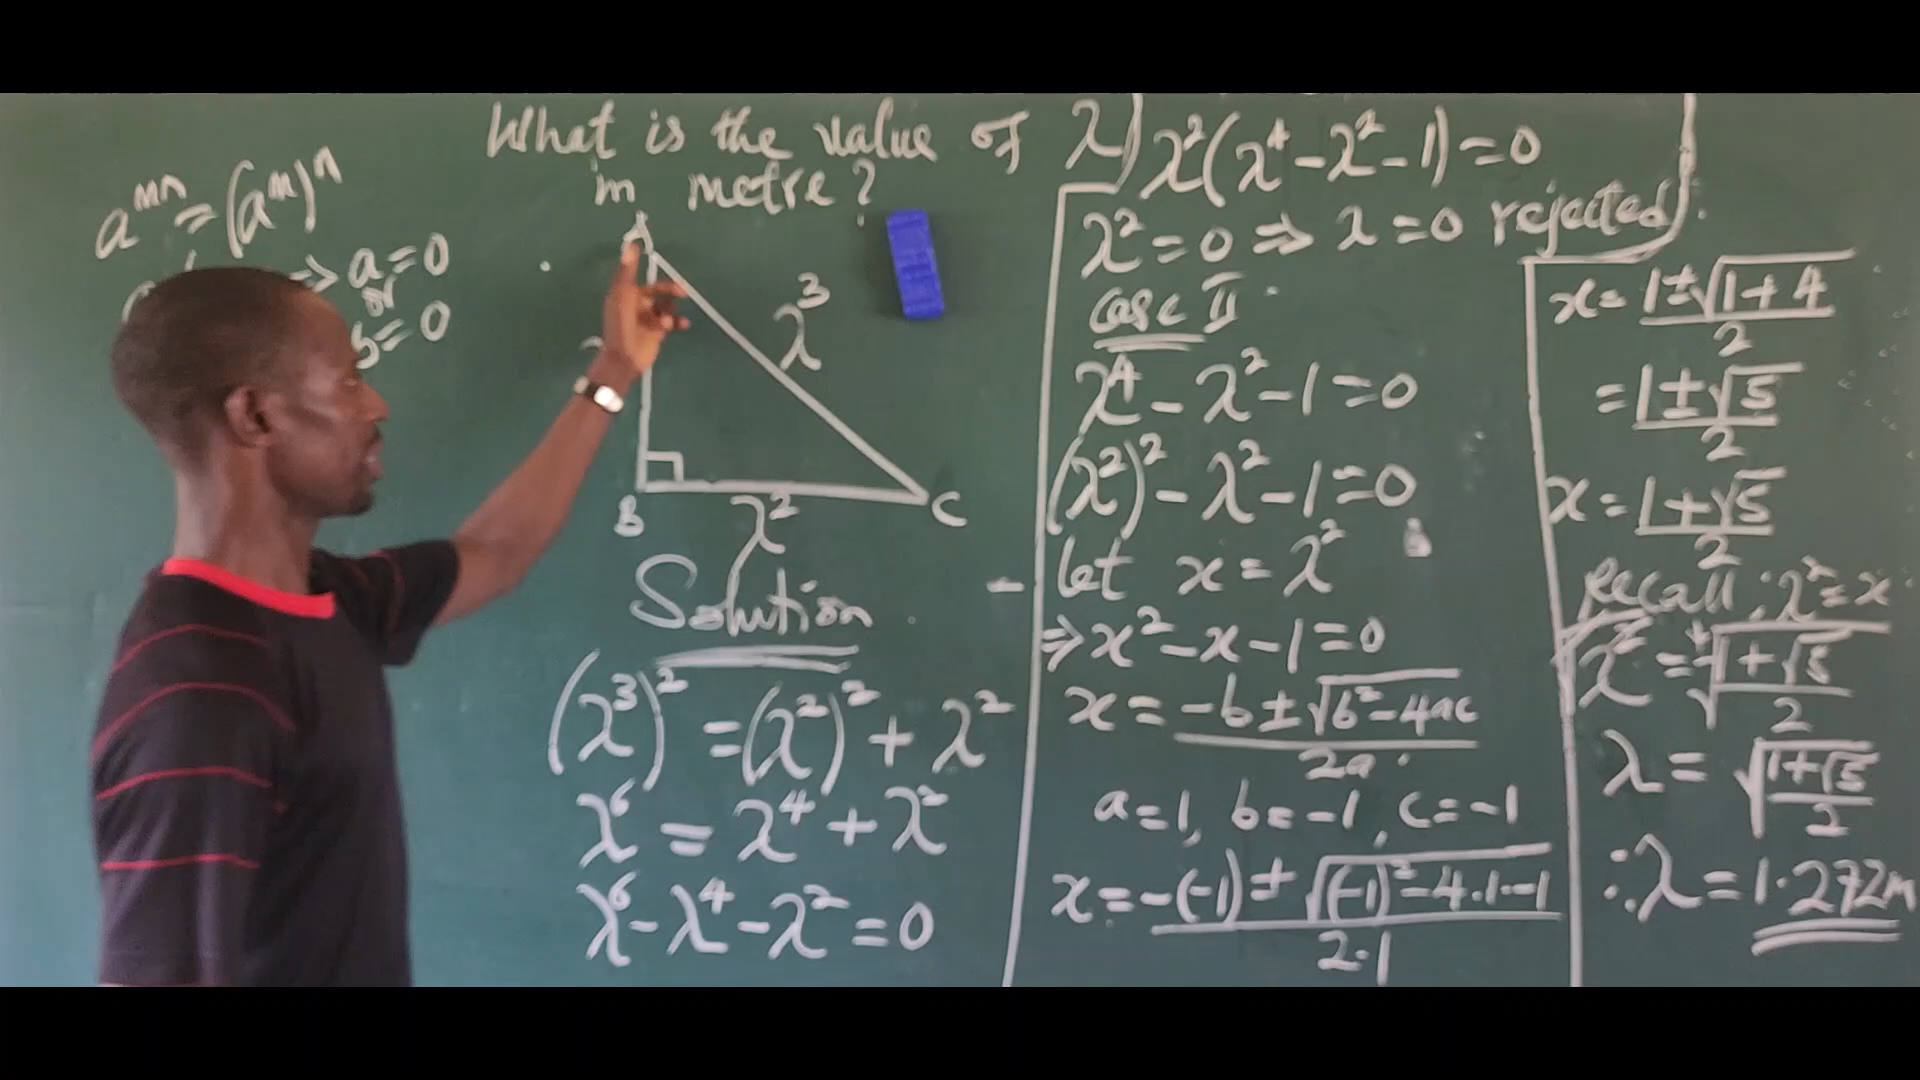 What is the value of λ
in metre?
aᵐⁿ = (aᵐ)ⁿ
⇒ a = 0
or
b = 0
A
λ³
B
C
λ²
Solution
(λ³)² = (λ²)² + λ²
λ⁶ = λ⁴ + λ²
λ⁶ - λ⁴ - λ² = 0
λ²(λ⁴ - λ² - 1) = 0
λ² = 0 ⇒ λ = 0 rejected.
Case II
λ⁴ - λ² - 1 = 0
(λ²)² - λ² - 1 = 0
let x = λ²
⇒ x² - x - 1 = 0
x = (-b ± √(b² - 4ac))/2a
a = 1, b = -1, c = -1
x = (-(-1) ± √((-1)² - 4.1.-1))/2.1
x = (1 ± √(1 + 4))/2
= (1 ± √5)/2
x = (1 ± √5)/2
recall: λ² = x
λ² = ±√((1 + √5)/2)
λ = √((1 + √5)/2)
∴ λ = 1.272m